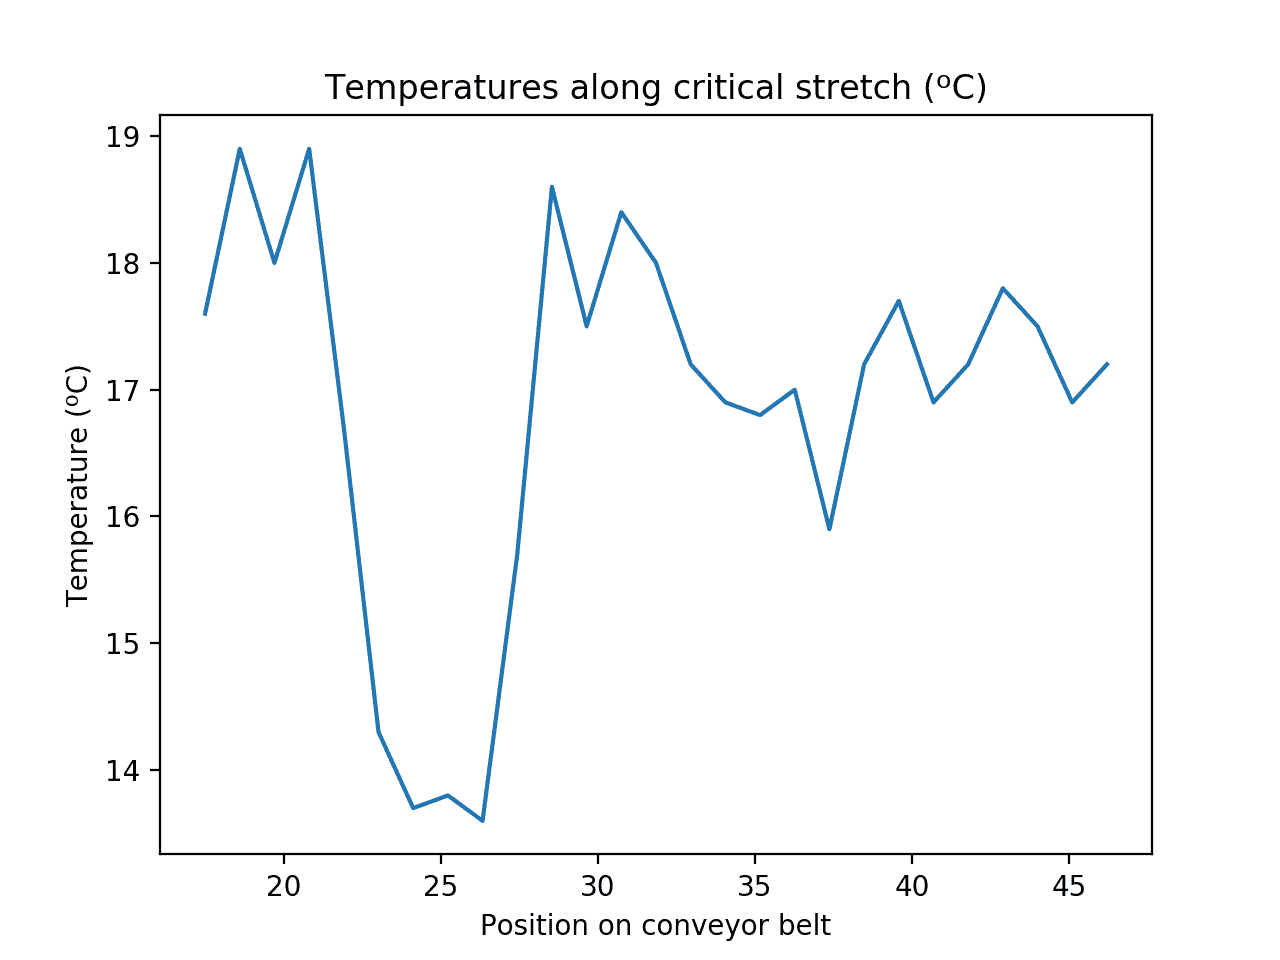 Temperatures along critical stretch (ºC)
19
18
17
16
15
14
Temperature (ºC)
20 25 30 35 40 45
Position on conveyor belt